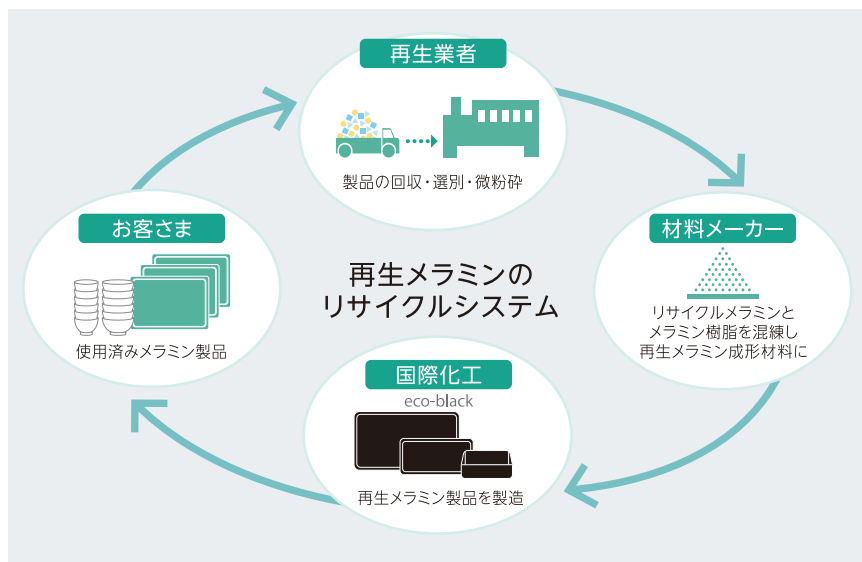 再生業者
製品の回収・選別・微粉砕
お客さま
使用済みメラミン製品
再生メラミンの
リサイクルシステム
材料メーカー
リサイクルメラミンと
メラミン樹脂を混練し
再生メラミン成形材料に
国際化工
eco-black
再生メラミン製品を製造